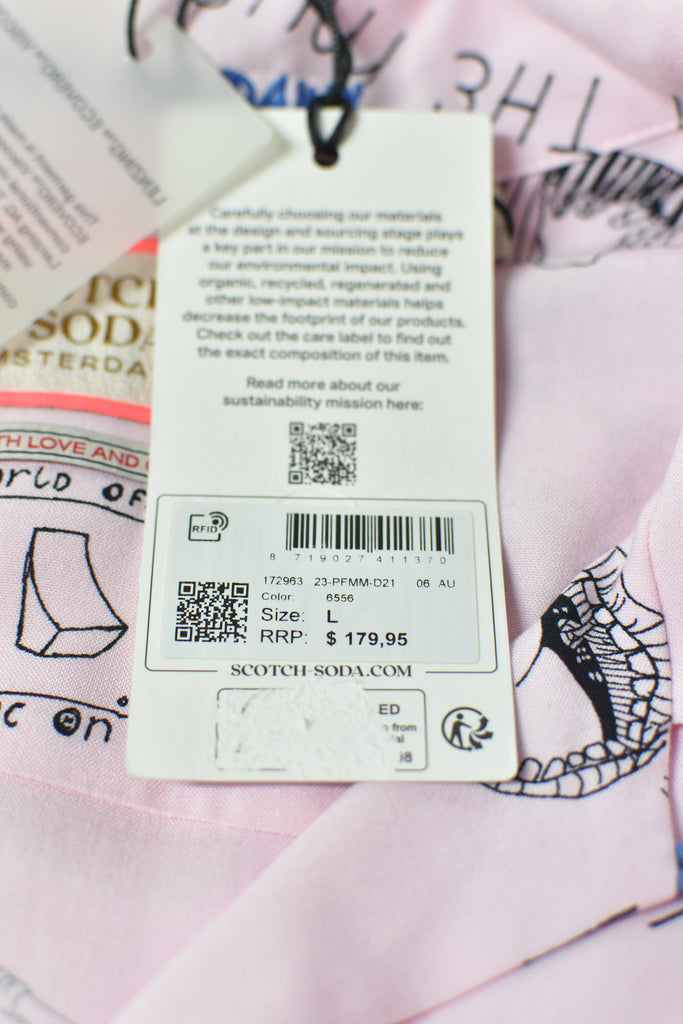 THE
Carefully choosing our materials
at the design and sourcing stage plays
a key part in our mission to reduce
our environmental impact. Using
organic, recycled, regenerated and
other low-impact materials helps
decrease the footprint of our products.
Check out the care label to find out
the exact composition of this item.
Read more about our
sustainability mission here:
SODA
MSTERDA
TH LOVE AND
orld of
RFID
8 719027 411370
172963 23-PFMM-D21 06 AU
Color: 6556
Size: L
RRP: $ 179,95
SCOTCH-SODA.COM
ED
from
on